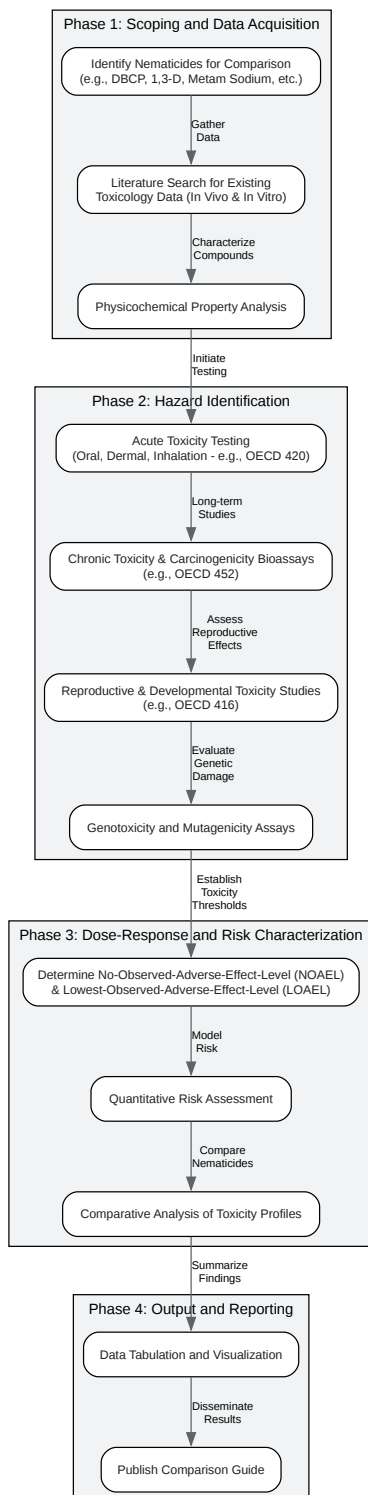 Phase 1: Scoping and Data Acquisition
Identify Nematicides for Comparison
(e.g., DBCP, 1,3-D, Metam Sodium, etc.)
Gather
Data
Literature Search for Existing
Toxicology Data (In Vivo & In Vitro)
Characterize
Compounds
Physicochemical Property Analysis
Initiate
Testing
Phase 2: Hazard Identification
Acute Toxicity Testing
(Oral, Dermal, Inhalation - e.g., OECD 420)
Long-term
Studies
Chronic Toxicity & Carcinogenicity Bioassays
(e.g., OECD 452)
Assess
Reproductive
Effects
Reproductive & Developmental Toxicity Studies
(e.g., OECD 416)
Evaluate
Genetic
Damage
Genotoxicity and Mutagenicity Assays
Establish
Toxicity
Thresholds
Phase 3: Dose-Response and Risk Characterization
Determine No-Observed-Adverse-Effect-Level (NOAEL)
& Lowest-Observed-Adverse-Effect-Level (LOAEL)
Model
Risk
Quantitative Risk Assessment
Compare
Nematicides
Comparative Analysis of Toxicity Profiles
Summarize
Findings
Phase 4: Output and Reporting
Data Tabulation and Visualization
Disseminate
Results
Publish Comparison Guide